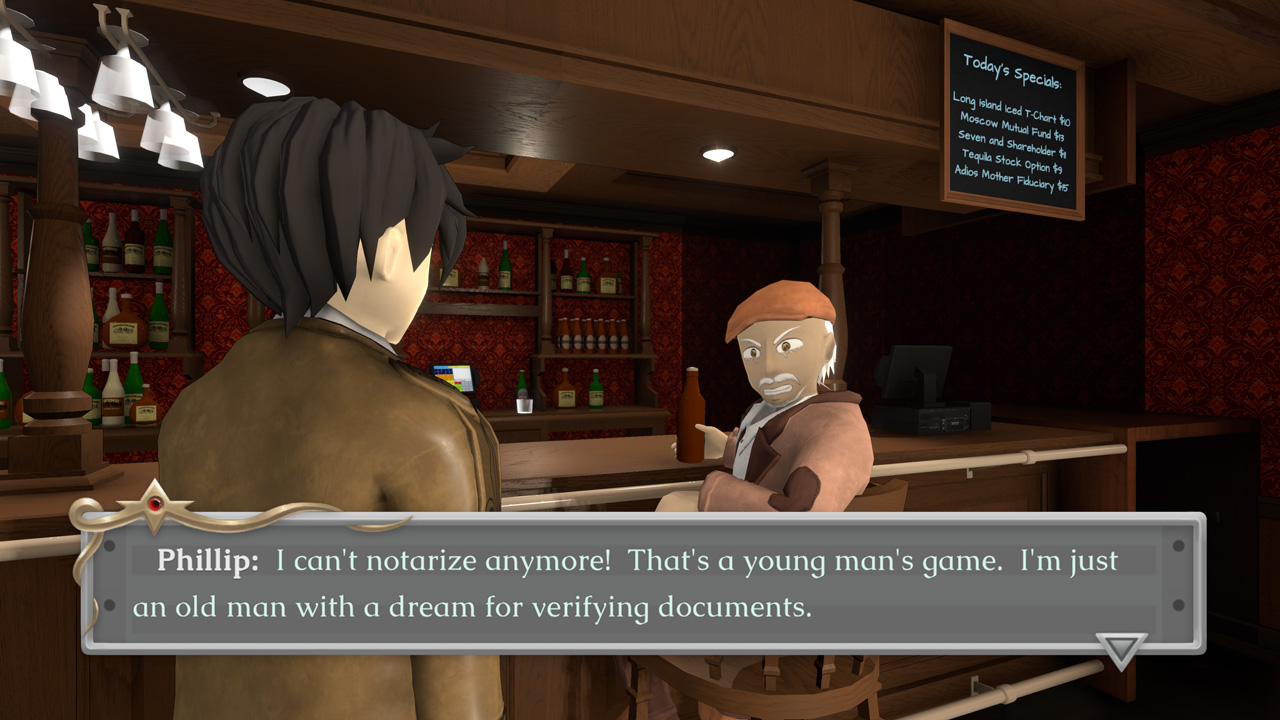 Today's Specials:
Long Island Iced T-Chart $10
Moscow Mutual Fund $13
Seven and Shareholder $11
Tequila Stock Option $9
Adios Mother Fiduciary $15
Phillip: I can't notarize anymore! That's a young man's game. I'm just
an old man with a dream for verifying documents.